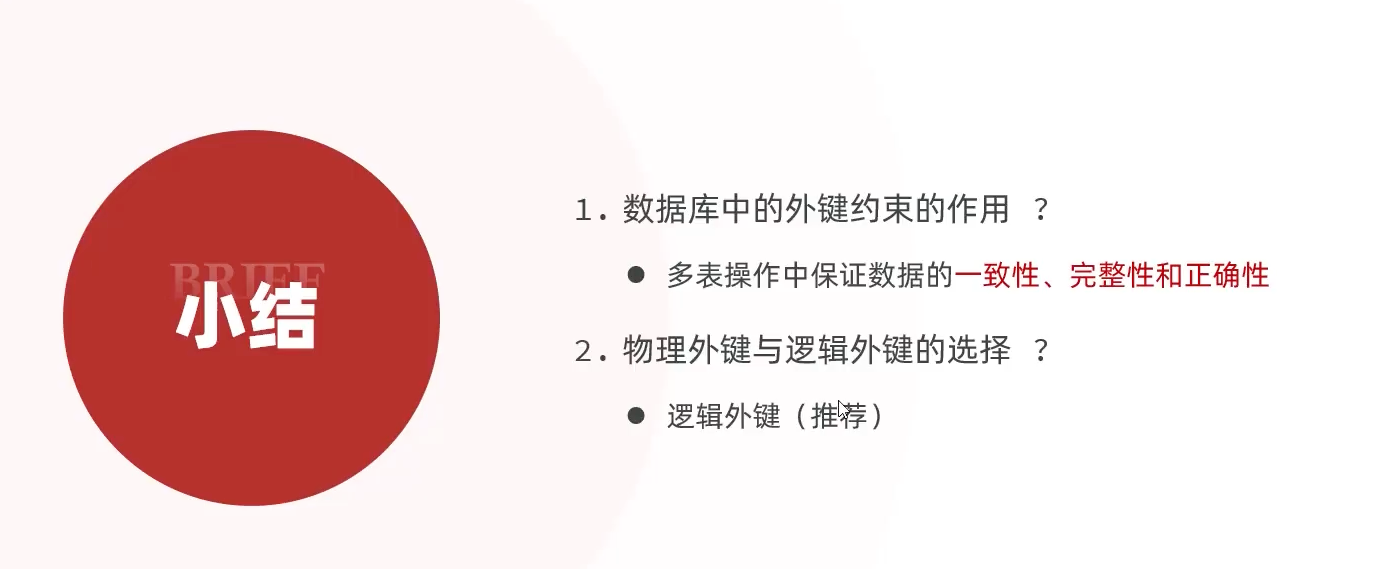 BRIEF
小结
1. 数据库中的外键约束的作用 ？
● 多表操作中保证数据的一致性、完整性和正确性
2. 物理外键与逻辑外键的选择 ？
● 逻辑外键（推荐）